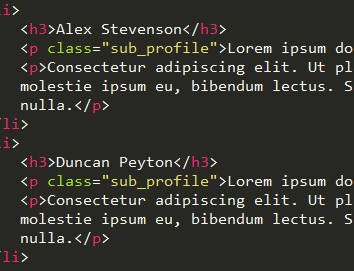 li>
<h3>Alex Stevenson</h3>
<p class="sub_profile">Lorem ipsum do
<p>Consectetur adipiscing elit. Ut pl
molestie ipsum eu, bibendum lectus. S
nulla.</p>
/li>
li>
<h3>Duncan Peyton</h3>
<p class="sub_profile">Lorem ipsum do
<p>Consectetur adipiscing elit. Ut pl
molestie ipsum eu, bibendum lectus. S
nulla.</p>
/li>